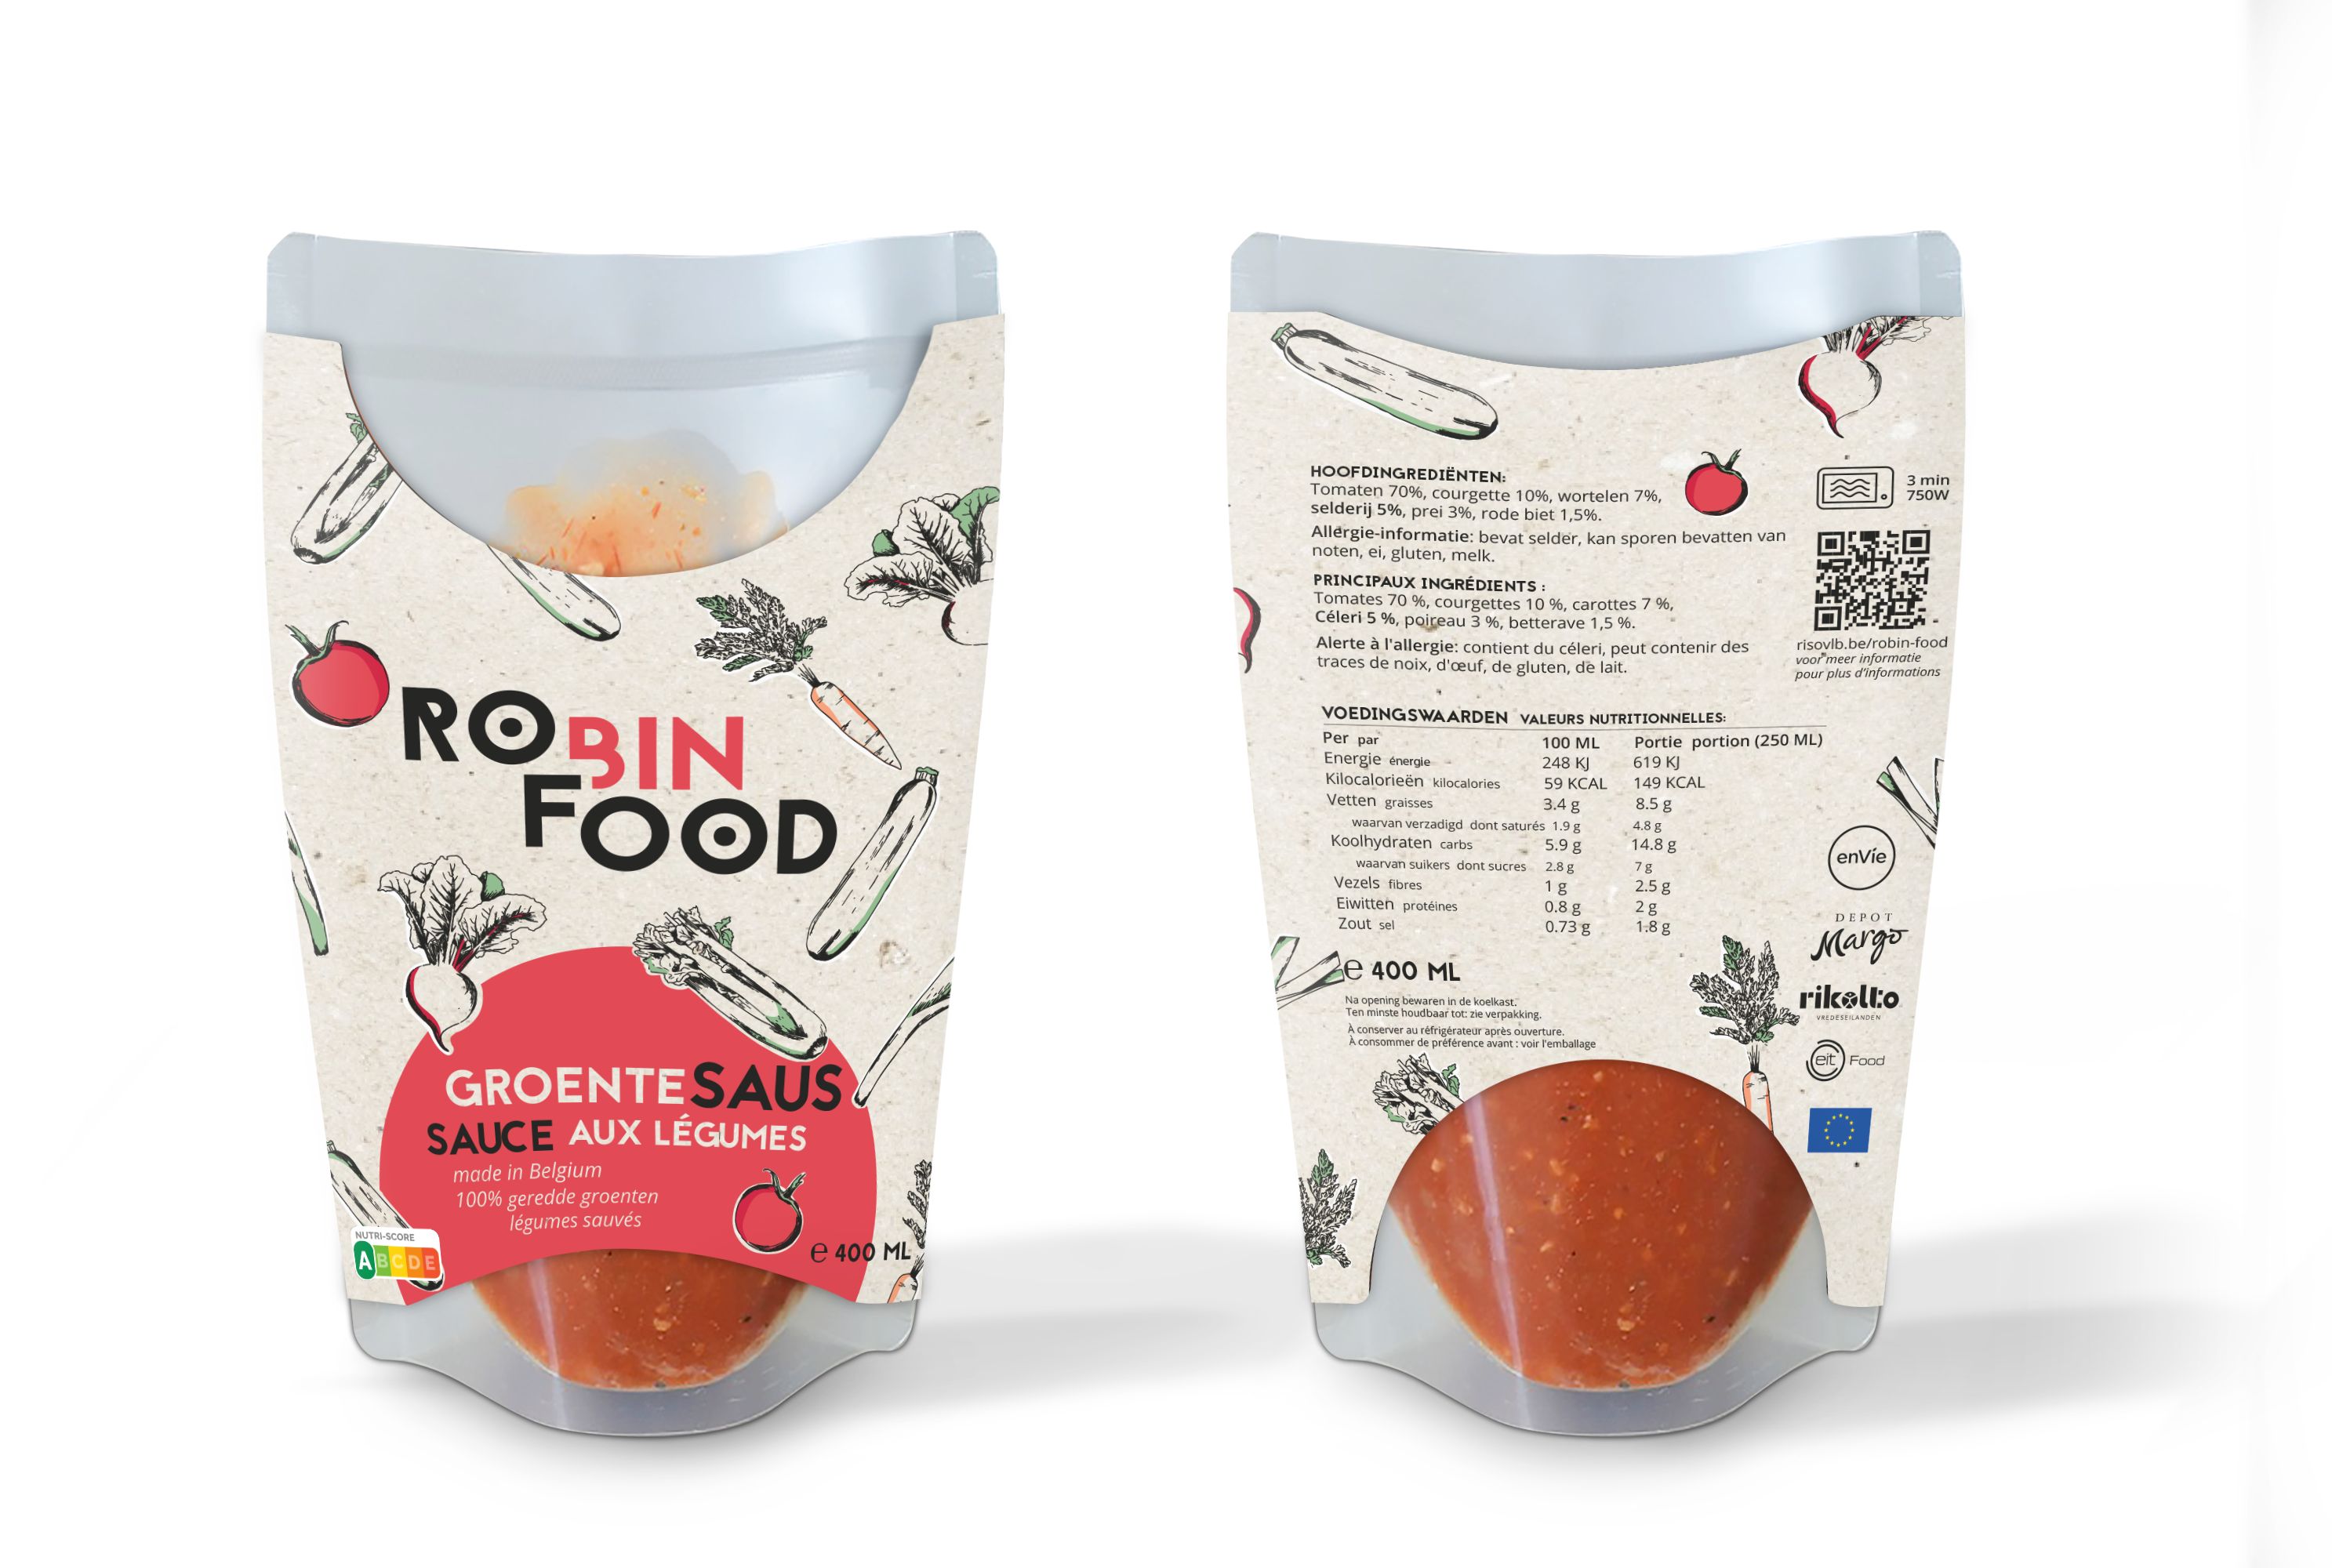 ROBIN
FOOD
GROENTESAUS
SAUCE AUX LÉGUMES
made in Belgium
100% geredde groenten
légumes sauvés
NUTRI-SCORE
A B C D E
℮ 400 ML
HOOFDINGREDIËNTEN:
Tomaten 70%, courgette 10%, wortelen 7%,
selderij 5%, prei 3%, rode biet 1,5%.
Allergie-informatie: bevat selder, kan sporen bevatten van
noten, ei, gluten, melk.
PRINCIPAUX INGRÉDIENTS :
Tomates 70 %, courgettes 10 %, carottes 7 %,
Céleri 5 %, poireau 3 %, betterave 1,5 %.
Alerte à l'allergie: contient du céleri, peut contenir des
traces de noix, d'œuf, de gluten, de lait.
3 min
750W
risovlb.be/robin-food
voor meer informatie
pour plus d'informations
VOEDINGSWAARDEN VALEURS NUTRITIONNELLES:
Per par 100 ML Portie portion (250 ML)
Energie énergie 248 KJ 619 KJ
Kilocalorieën kilocalories 59 KCAL 149 KCAL
Vetten graisses 3.4 g 8.5 g
waarvan verzadigd dont saturés 1.9 g 4.8 g
Koolhydraten carbs 5.9 g 14.8 g
waarvan suikers dont sucres 2.8 g 7 g
Vezels fibres 1 g 2.5 g
Eiwitten protéines 0.8 g 2 g
Zout sel 0.73 g 1.8 g
℮ 400 ML
Na opening bewaren in de koelkast.
Ten minste houdbaar tot: zie verpakking.
À conserver au réfrigérateur après ouverture.
À consommer de préférence avant : voir l'emballage
enVie
DEPOT
Margo
rikolto
VREDESEILANDEN
eit Food